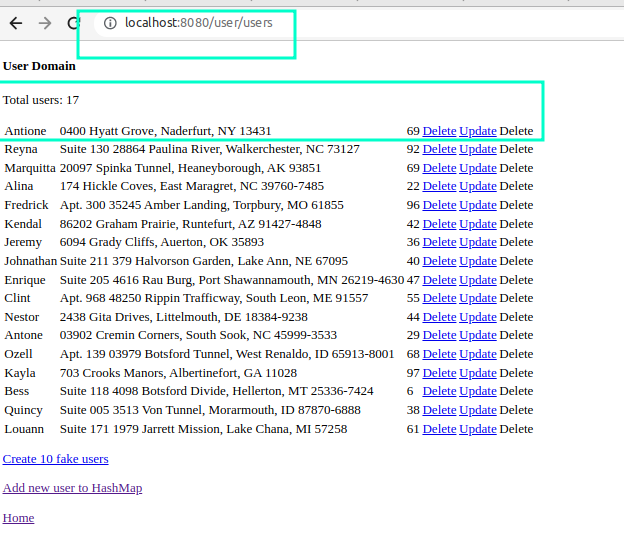 localhost:8080/user/users
User Domain
Total users: 17
Antione 0400 Hyatt Grove, Naderfurt, NY 13431 69 Delete Update Delete
Reyna Suite 130 28864 Paulina River, Walkerchester, NC 73127 92 Delete Update Delete
Marquitta 20097 Spinka Tunnel, Heaneyborough, AK 93851 69 Delete Update Delete
Alina 174 Hickle Coves, East Margret, NC 39760-7485 22 Delete Update Delete
Fredrick Apt. 300 35245 Amber Landing, Torpbury, MO 61855 96 Delete Update Delete
Kendal 86202 Graham Prairie, Runtefurt, AZ 91427-4848 42 Delete Update Delete
Jeremy 6094 Grady Cliffs, Auerton, OK 35893 36 Delete Update Delete
Johnathan Suite 211 379 Halvorson Garden, Lake Ann, NE 67095 40 Delete Update Delete
Enrique Suite 205 4616 Rau Burg, Port Shawannamouth, MN 26219-4630 47 Delete Update Delete
Clint Apt. 968 48250 Rippin Trafficway, South Leon, ME 91557 55 Delete Update Delete
Nestor 2438 Gita Drives, Littelmouth, DE 18384-9238 44 Delete Update Delete
Antone 03902 Cremin Corners, South Sook, NC 45999-3533 29 Delete Update Delete
Ozell Apt. 139 03979 Botsford Tunnel, West Renaldo, ID 65913-8001 68 Delete Update Delete
Kayla 703 Crooks Manors, Albertinefort, GA 11028 97 Delete Update Delete
Bess Suite 118 4098 Botsford Divide, Hellerton, MT 25336-7424 6 Delete Update Delete
Quincy Suite 005 3513 Von Tunnel, Morarmouth, ID 87870-6888 38 Delete Update Delete
Louann Suite 171 1979 Jarrett Mission, Lake Chana, MI 57258 61 Delete Update Delete
Create 10 fake users
Add new user to HashMap
Home